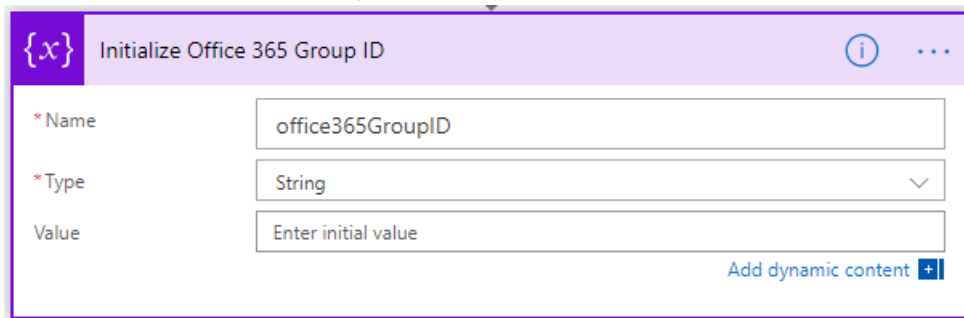 {x} Initialize Office 365 Group ID
* Name office365GroupID
* Type String
Value Enter initial value
Add dynamic content